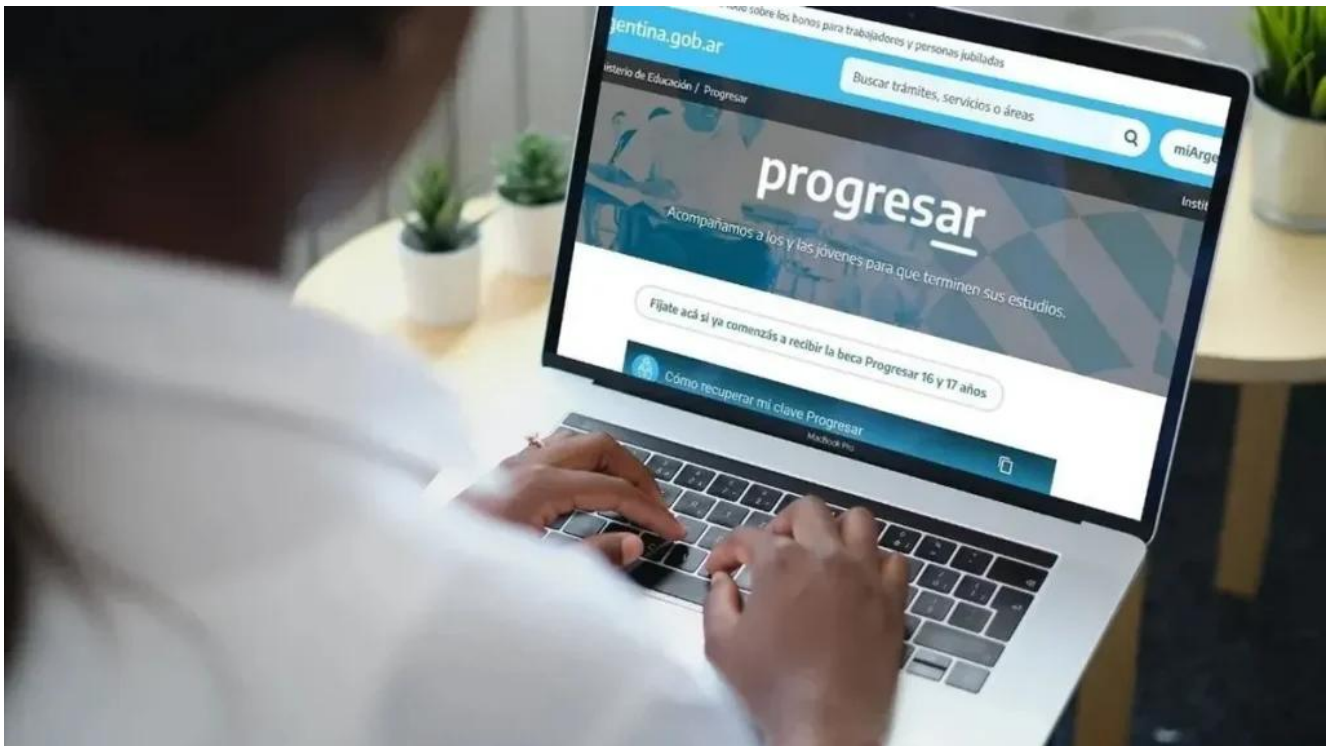 sobre los bonos para trabajadores y personas jubiladas
gentina.gob.ar
Buscar trámites, servicios o áreas
miArge
nisterio de Educación / Progresar
Instit
progresar
Acompañamos a los y las jóvenes para que terminen sus estudios.
Fijate acá si ya comenzás a recibir la beca Progresar 16 y 17 años
Cómo recuperar mi clave Progresar
MacBook Pro